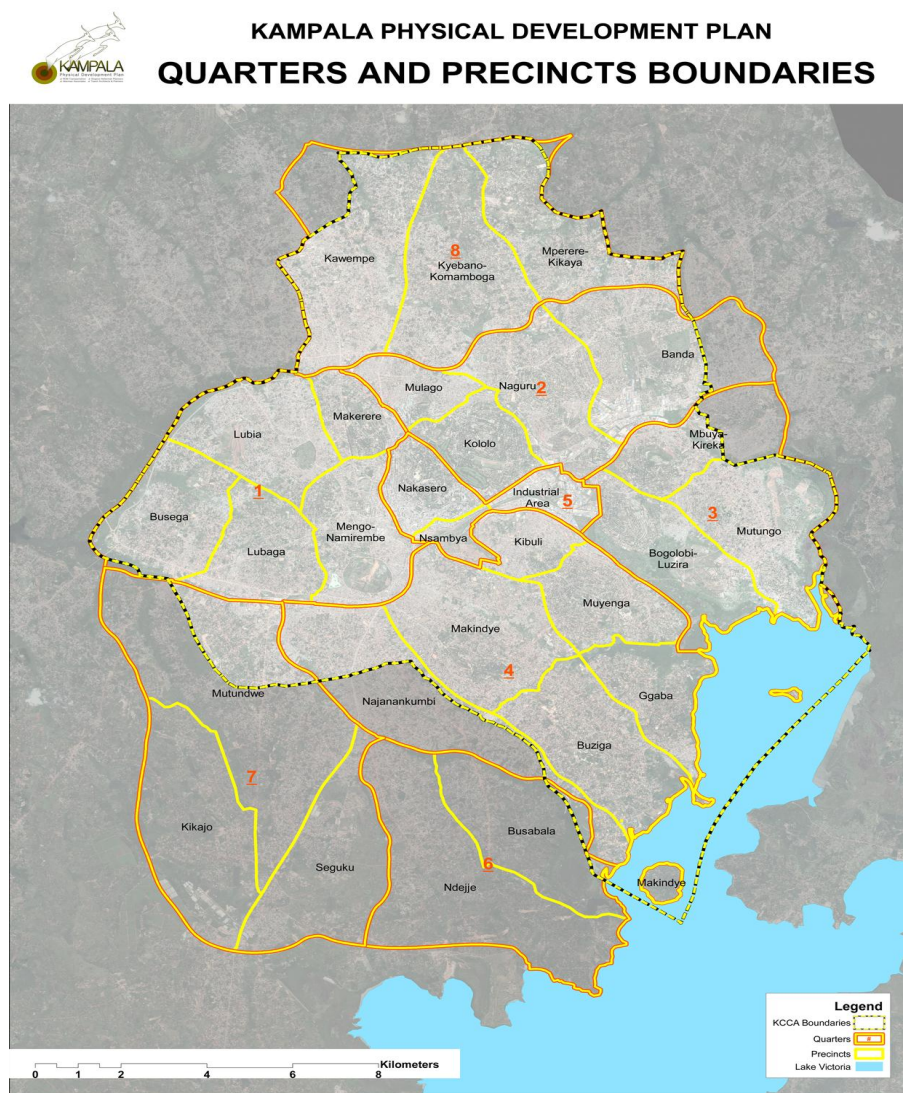 KAMPALA PHYSICAL DEVELOPMENT PLAN
QUARTERS AND PRECINCTS BOUNDARIES
KAMPALA
Physical Development Plan
Kawempe
8
Kyebano-
Komamboga
Mperere-
Kikaya
Banda
Mulago
Naguru
2
Makerere
Lubia
Kololo
Mbuya-
Kireka
1
Nakasero
Industrial
Area
5
3
Busega
Mengo-
Namirembe
Mutungo
Nsambya
Kibuli
Lubaga
Bogolobi-
Luzira
Muyenga
Makindye
4
Mutundwe
Najanankumbi
Ggaba
Buziga
7
Kikajo
Busabala
Seguku
6
Ndejje
Makindye
Legend
KCCA Boundaries
Quarters
#
Precincts
Lake Victoria
Kilometers
0 1 2 4 6 8